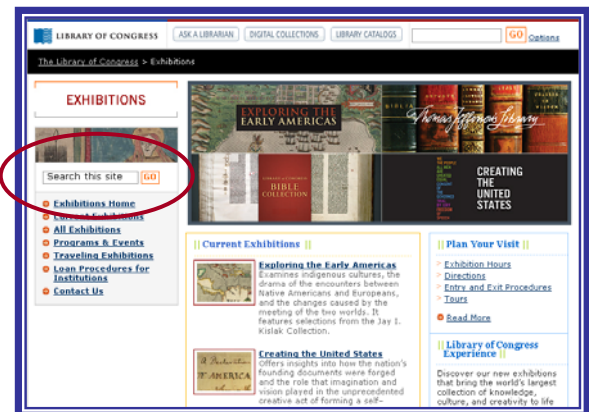 LIBRARY OF CONGRESS
ASK A LIBRARIAN
DIGITAL COLLECTIONS
LIBRARY CATALOGS
GO
Options
The Library of Congress > Exhibitions
EXHIBITIONS
Search this site
GO
Exhibitions Home
Current Exhibitions
All Exhibitions
Programs & Events
Traveling Exhibitions
Loan Procedures for
Institutions
Contact Us
EXPLORING THE
EARLY AMERICAS
BIBLIA
Thomas Jefferson's Library
LIBRARY OF CONGRESS
BIBLE
COLLECTION
CREATING
THE
UNITED
STATES
|| Current Exhibitions ||
Exploring the Early Americas
Examines indigenous cultures, the
drama of the encounters between
Native Americans and Europeans,
and the changes caused by the
meeting of the two worlds. It
features selections from the Jay I.
Kislak Collection.
Creating the United States
Offers insights into how the nation's
founding documents were forged
and the role that imagination and
vision played in the unprecedented
creative act of forming a self–
|| Plan Your Visit ||
Exhibition Hours
Directions
Entry and Exit Procedures
Tours
Read More
|| Library of Congress
Experience ||
Discover our new exhibitions
that bring the world's largest
collection of knowledge,
culture, and creativity to life